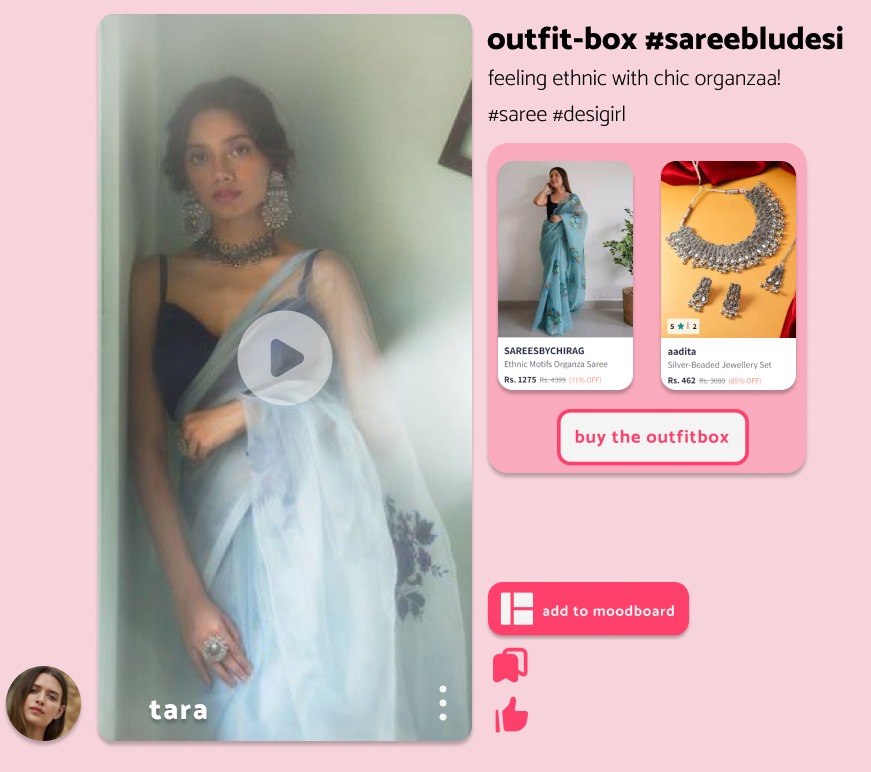 outfit-box #sareebludesi
feeling ethnic with chic organzaa!
#saree #desigirl
5 ★ | 2
SAREESBYCHIRAG
Ethnic Motifs Organza Saree
Rs. 1275 Rs. 4399 (71% OFF)
aadita
Silver-Beaded Jewellery Set
Rs. 462 Rs. 3080 (85% OFF)
buy the outfitbox
add to moodboard
tara